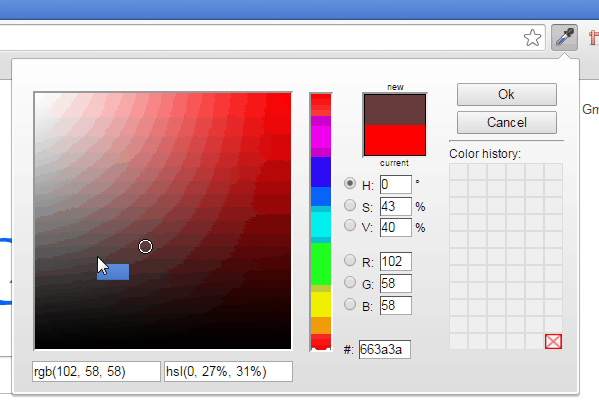 new
Ok
Cancel
Gm
current
Color history:
H: 0 °
S: 43 %
V: 40 %
R: 102
G: 58
B: 58
#: 663a3a
rgb(102, 58, 58)
hsl(0, 27%, 31%)